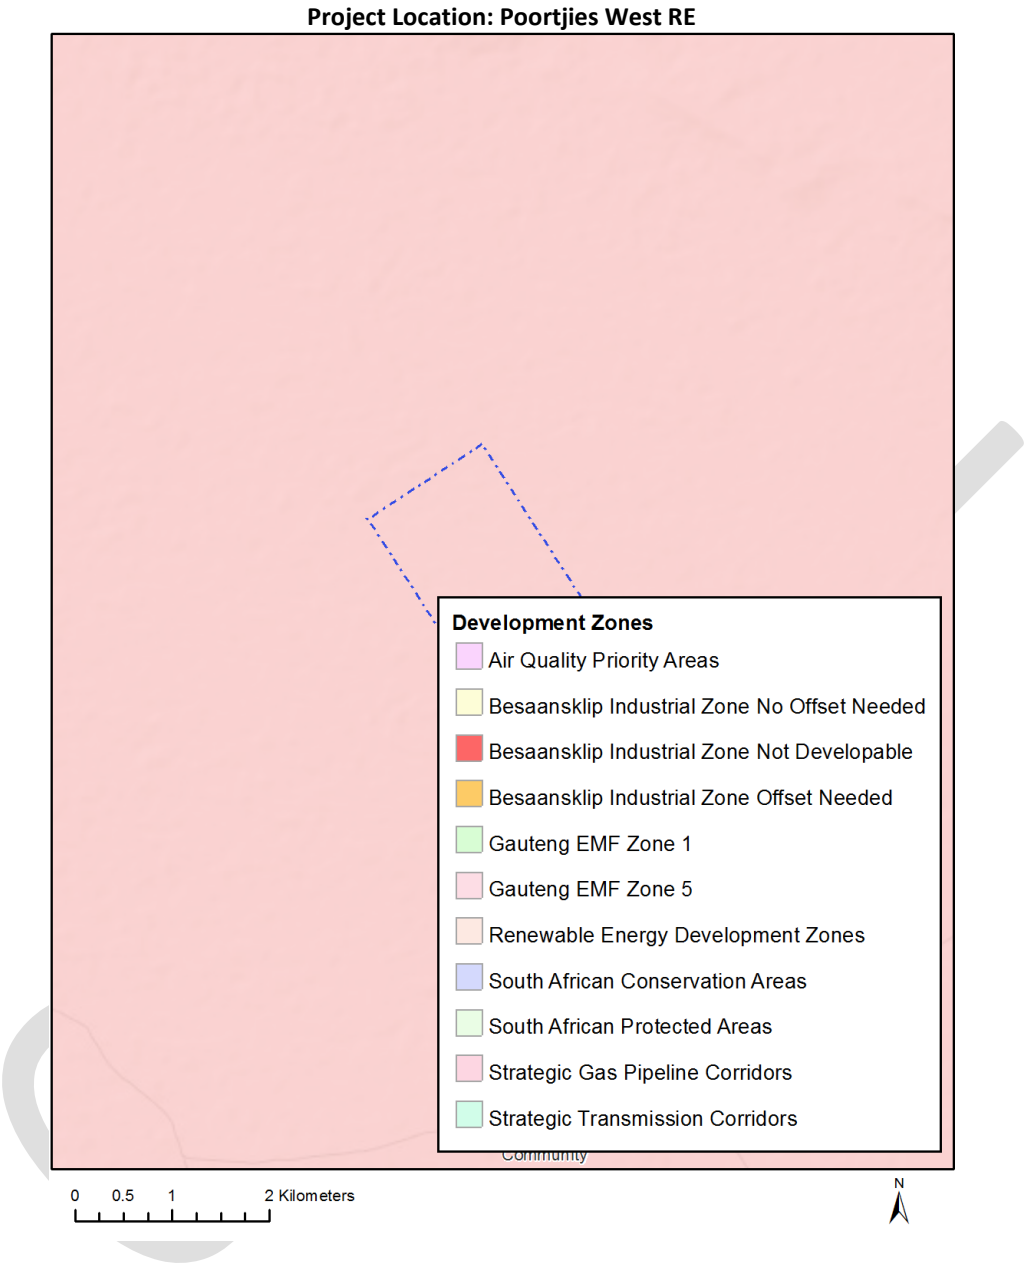 Project Location: Poortjies West RE
Development Zones
Air Quality Priority Areas
Besaansklip Industrial Zone No Offset Needed
Besaansklip Industrial Zone Not Developable
Besaansklip Industrial Zone Offset Needed
Gauteng EMF Zone 1
Gauteng EMF Zone 5
Renewable Energy Development Zones
South African Conservation Areas
South African Protected Areas
Strategic Gas Pipeline Corridors
Strategic Transmission Corridors
Community
0 0.5 1 2 Kilometers
N